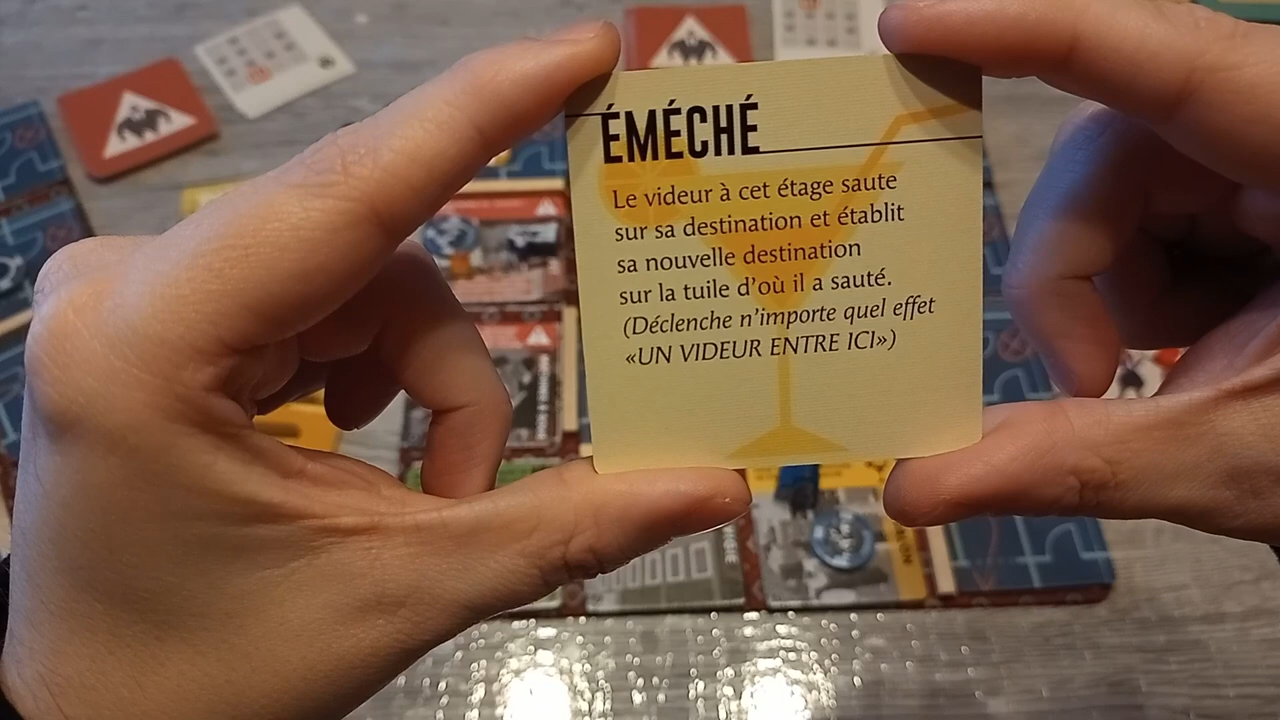 ÉMÉCHÉ
Le videur à cet étage saute
sur sa destination et établit
sa nouvelle destination
sur la tuile d'où il a sauté.
(Déclenche n'importe quel effet
«UN VIDEUR ENTRE ICI»)